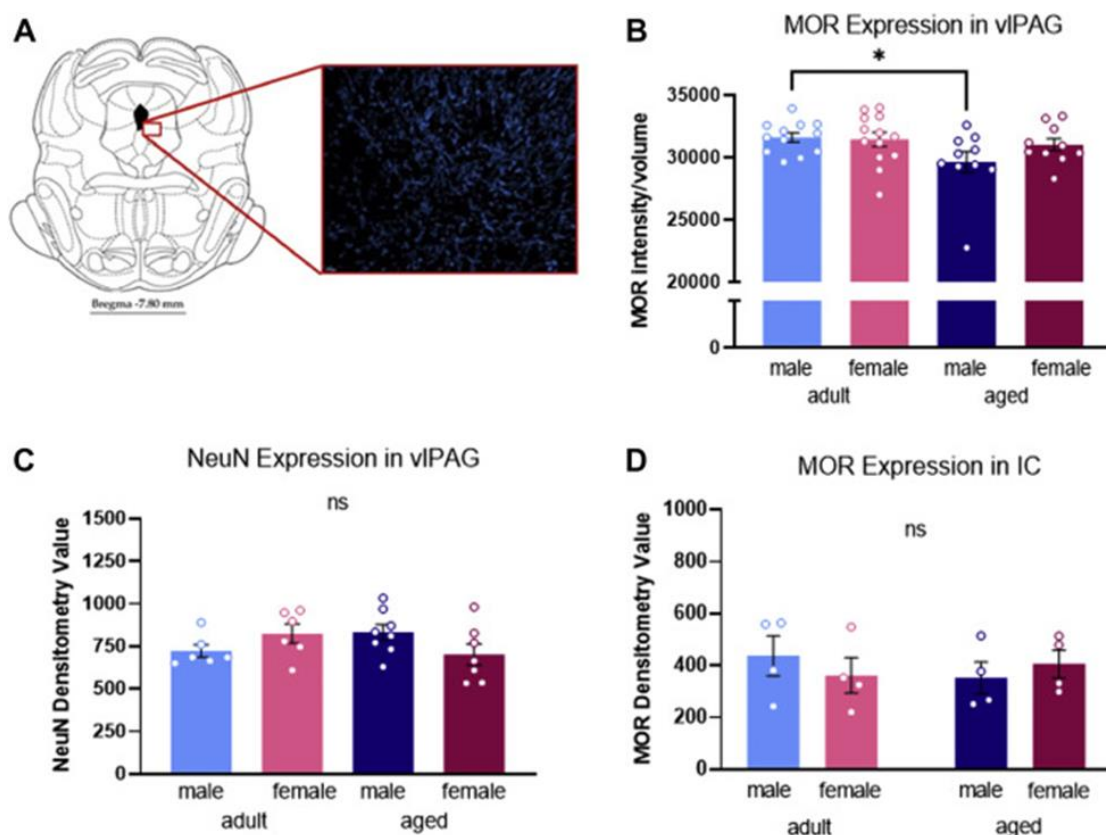 A
Bregma -7.80 mm
B
MOR Expression in vlPAG
*
MOR Intensity/volume
35000
30000
25000
20000
0
male female male female
adult aged
C
NeuN Expression in vlPAG
ns
NeuN Densitometry Value
1500
1250
1000
750
500
250
0
male female male female
adult aged
D
MOR Expression in IC
ns
MOR Densitometry Value
1000
800
600
400
200
0
male female male female
adult aged